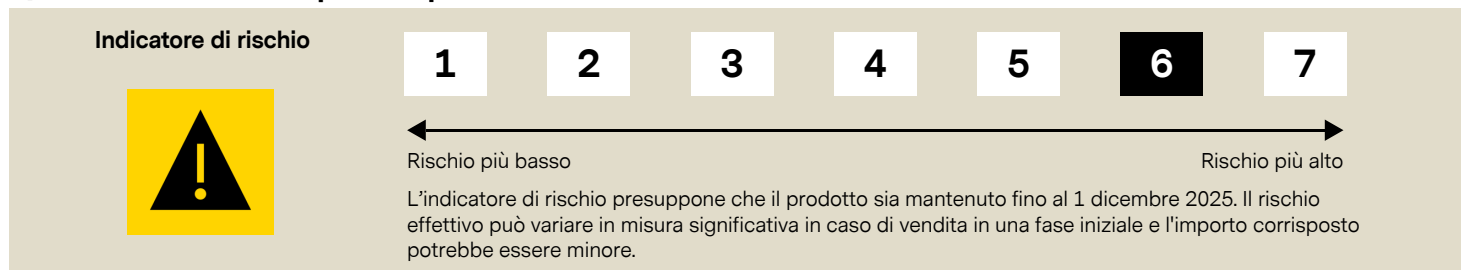 Indicatore di rischio
1 2 3 4 5 6 7
Rischio più basso
Rischio più alto
L'indicatore di rischio presuppone che il prodotto sia mantenuto fino al 1 dicembre 2025. Il rischio
effettivo può variare in misura significativa in caso di vendita in una fase iniziale e l'importo corrisposto
potrebbe essere minore.